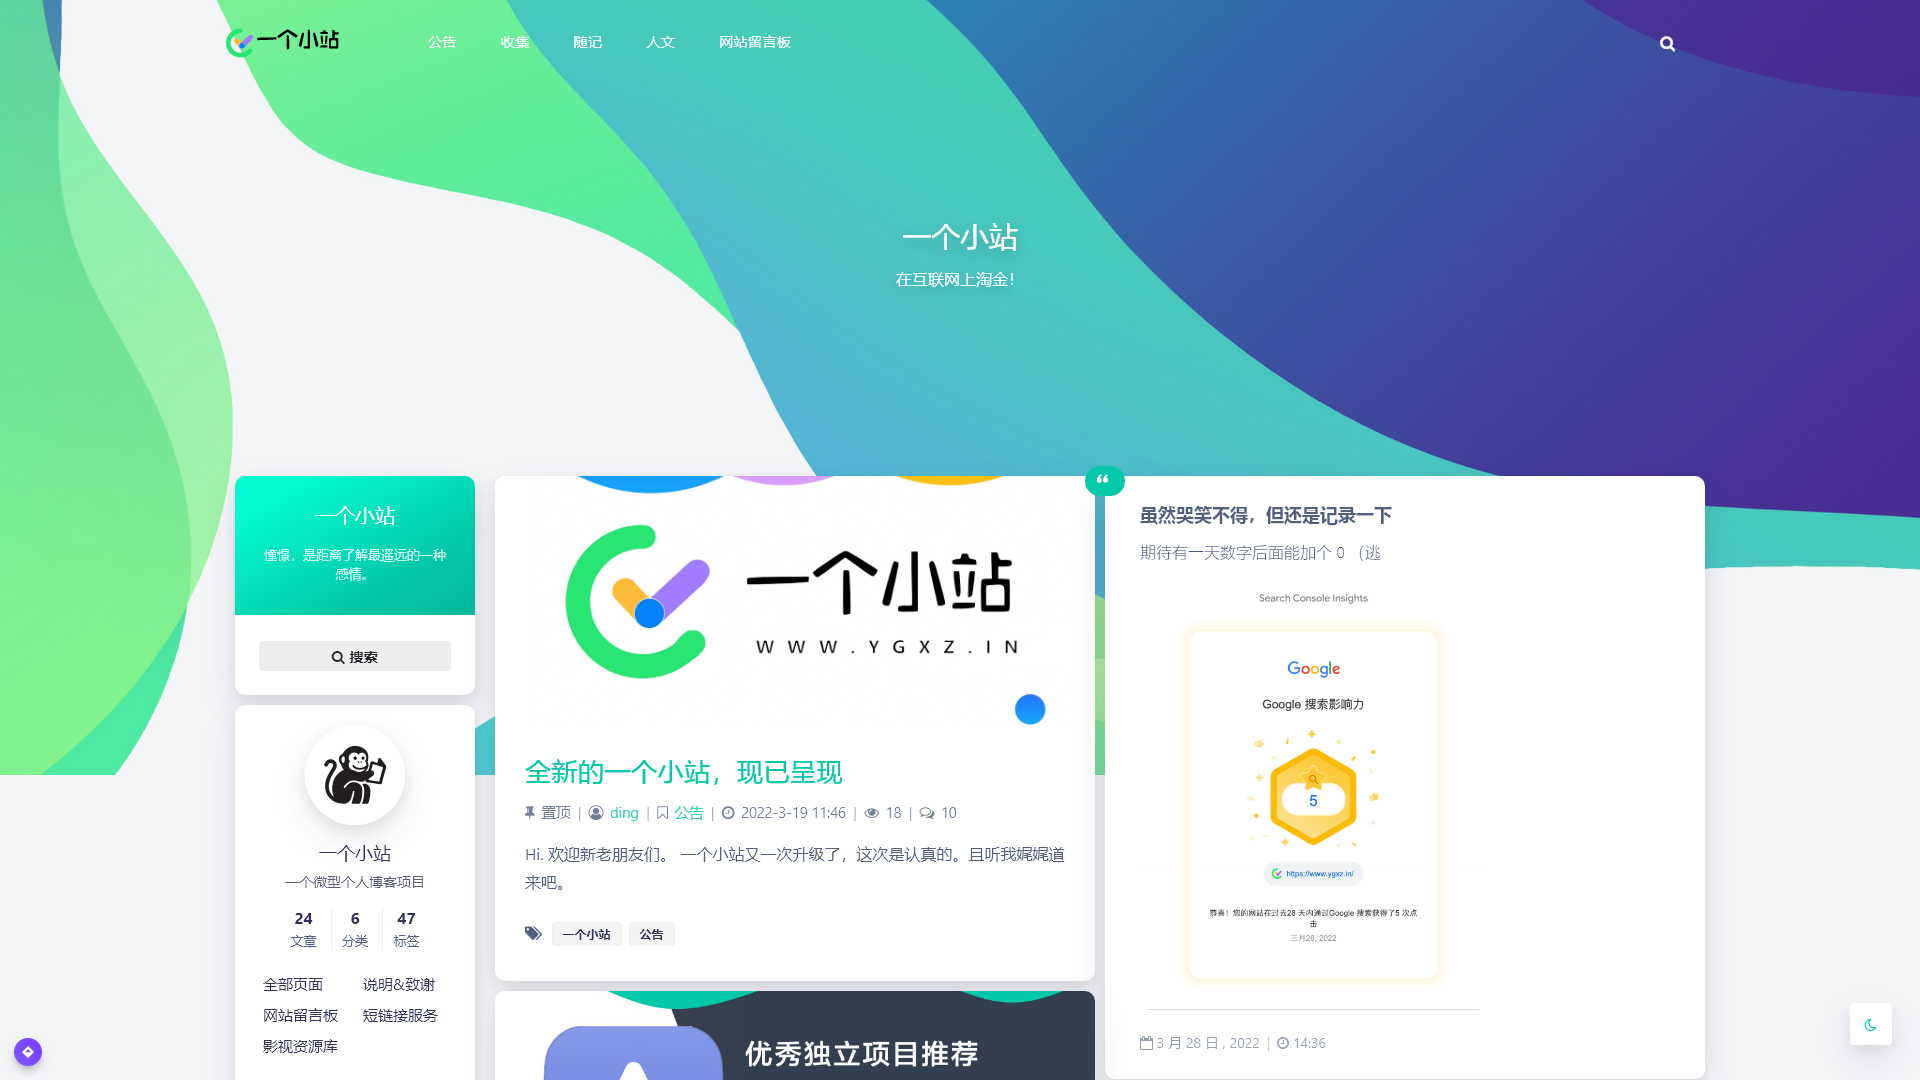 一个小站
公告
收集
随记
人文
网站留言板
一个小站
在互联网上淘金！
一个小站
憧憬，是距离了解最遥远的一种
感情。
搜索
一个小站
一个微型个人博客项目
24 6 47
文章 分类 标签
全部页面 说明&致谢
网站留言板 短链接服务
影视资源库
一个小站
WWW.YGXZ.IN
全新的一个小站，现已呈现
置顶 | ding | 公告 | 2022-3-19 11:46 | 18 | 10
Hi. 欢迎新老朋友们。 一个小站又一次升级了，这次是认真的。且听我娓娓道
来吧。
一个小站 公告
优秀独立项目推荐
虽然哭笑不得，但还是记录一下
期待有一天数字后面能加个 0 （逃
Search Console Insights
Google
Google 搜索影响力
5
https://www.ygxz.in/
恭喜！您的网站在过去28 天内通过Google 搜索获得了5 次点
击
三月26, 2022
3 月 28 日 , 2022 | 14:36